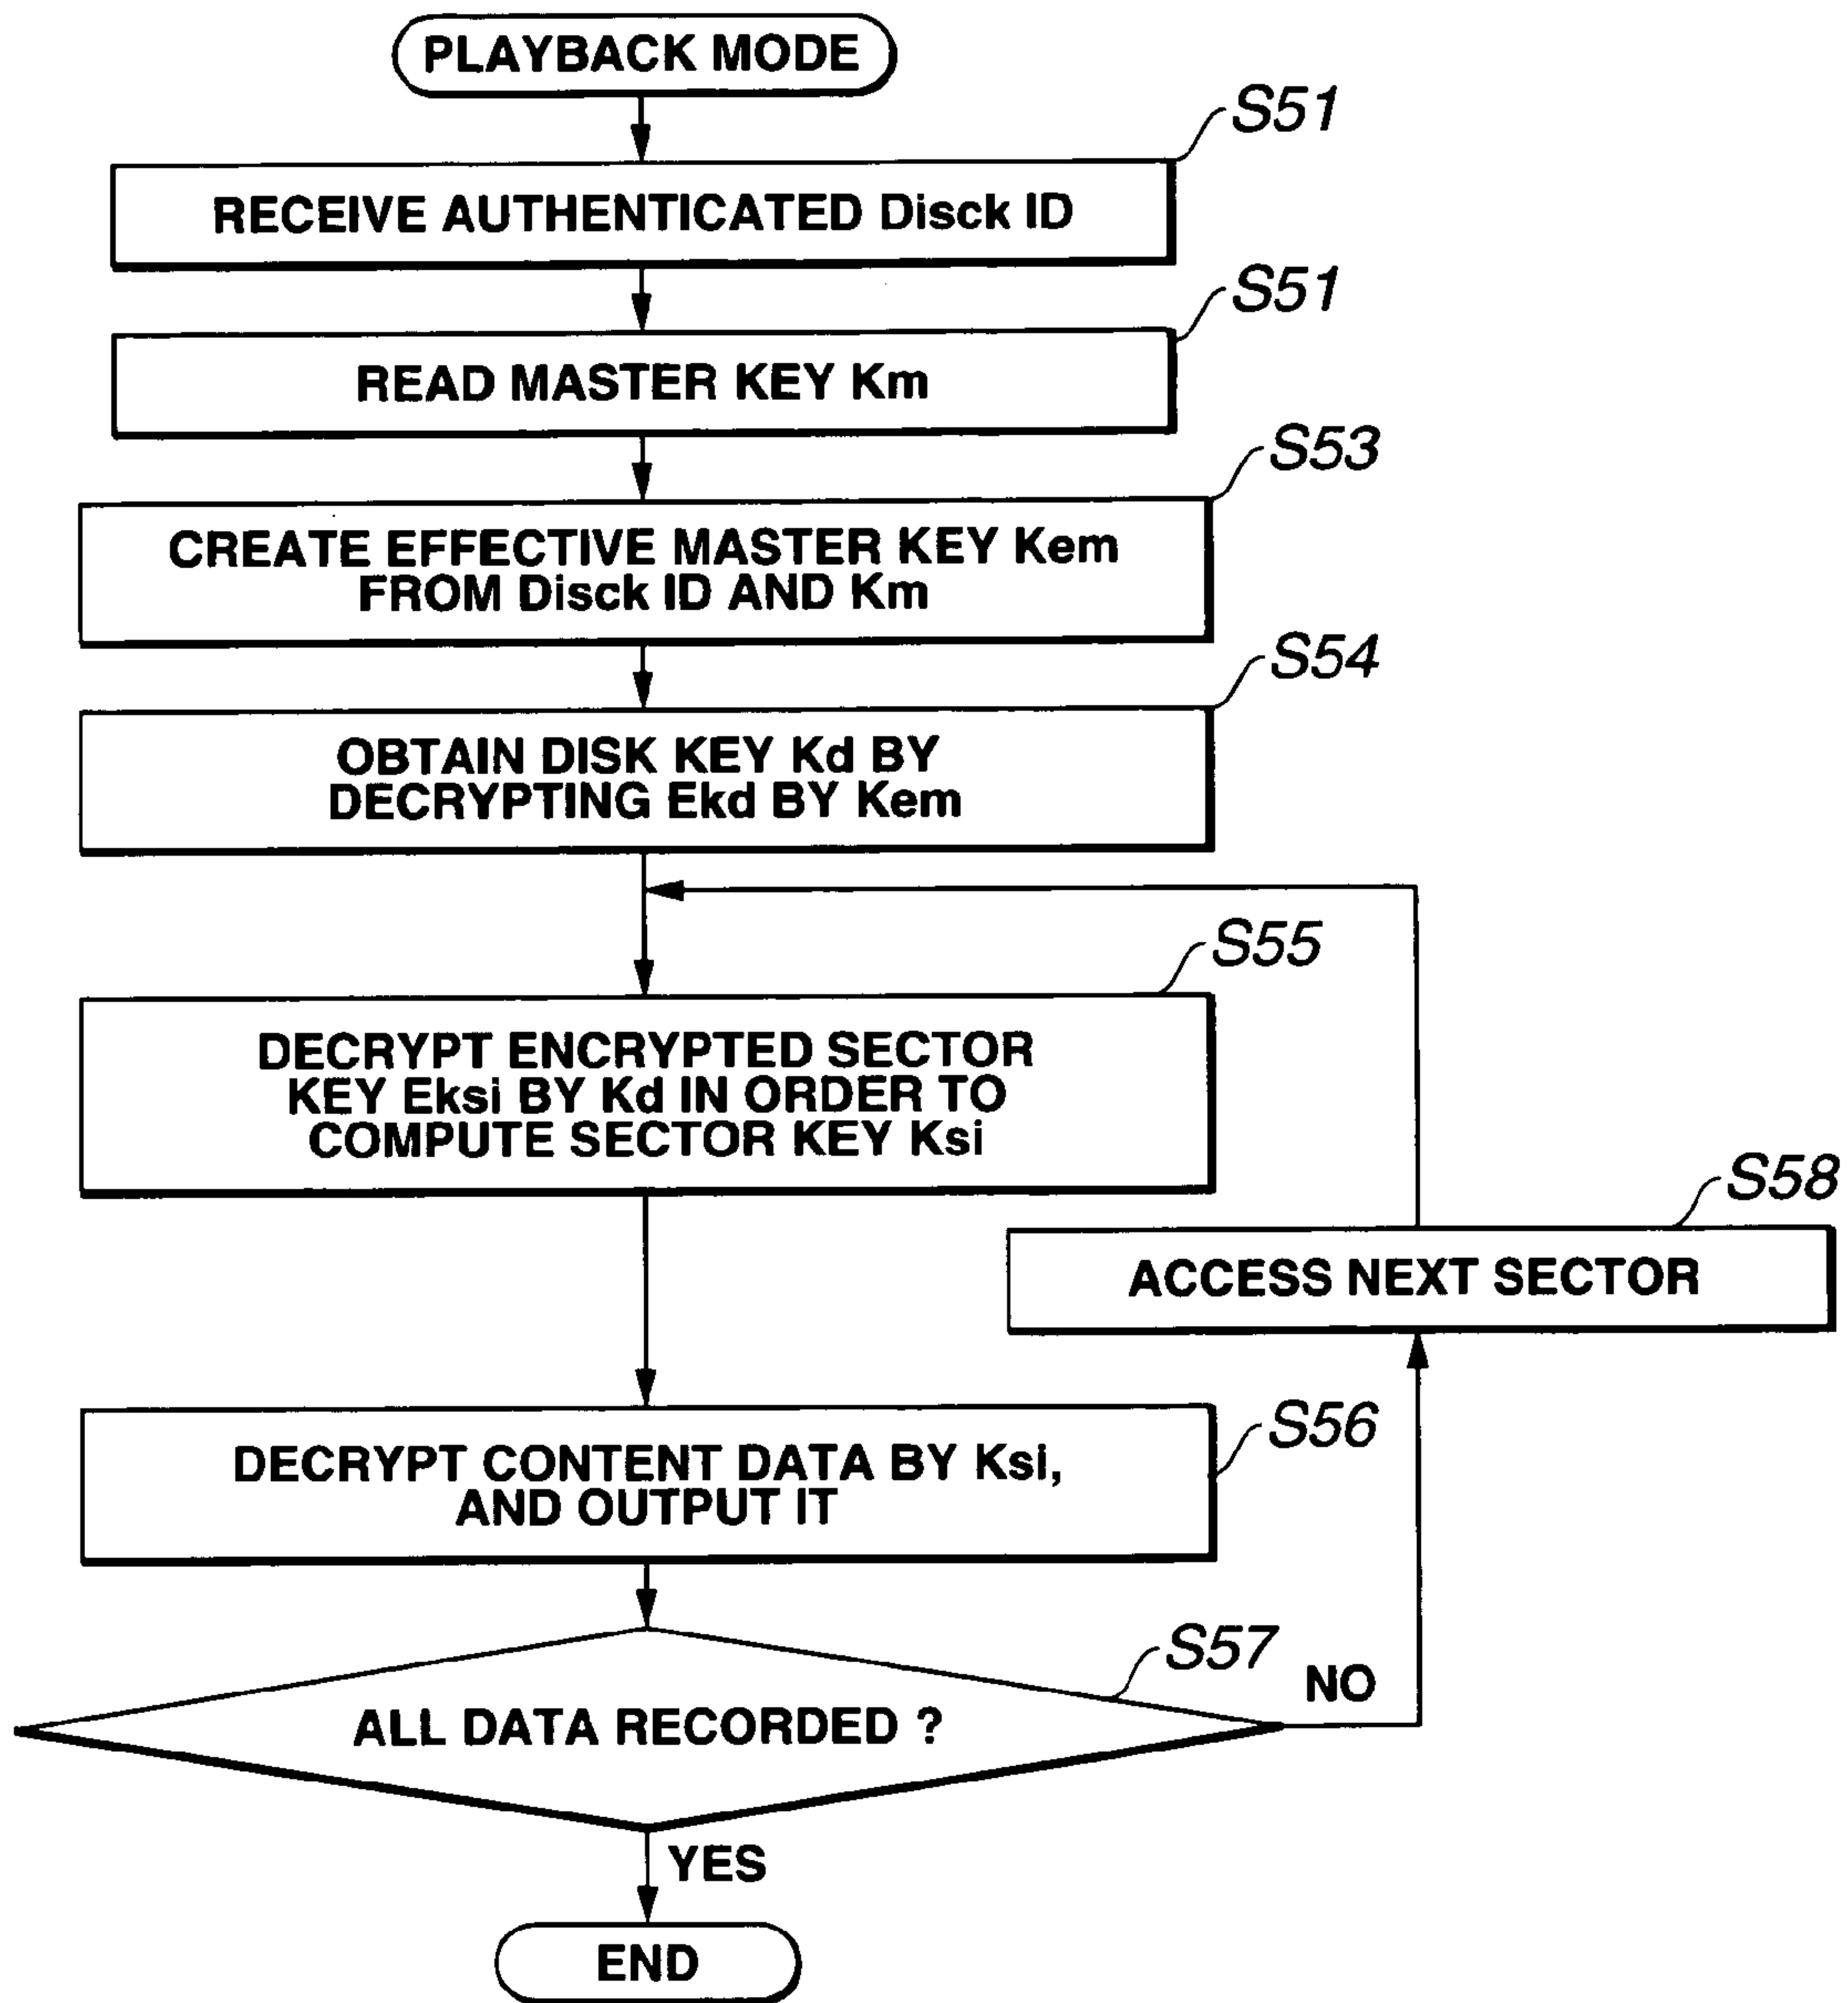 PLAYBACK MODE
S51
RECEIVE AUTHENTICATED Disck ID
S51
READ MASTER KEY Km
S53
CREATE EFFECTIVE MASTER KEY Kem
FROM Disck ID AND Km
S54
OBTAIN DISK KEY Kd BY
DECRYPTING Ekd BY Kem
S55
DECRYPT ENCRYPTED SECTOR
KEY Eksi BY Kd IN ORDER TO
COMPUTE SECTOR KEY Ksi
S58
ACCESS NEXT SECTOR
S56
DECRYPT CONTENT DATA BY Ksi,
AND OUTPUT IT
S57
NO
ALL DATA RECORDED ?
YES
END